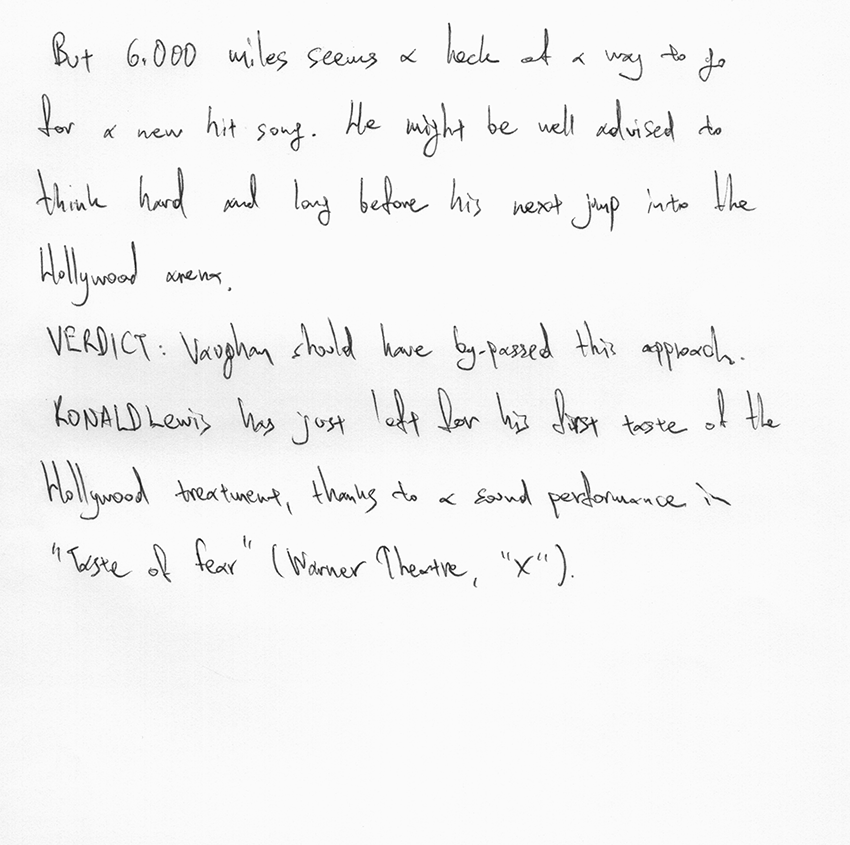 But 6.000 miles seems a heck of a way to go
for a new hit song. He might be well advised to
think hard and long before his next jump into the
Hollywood arena.
VERDICT: Vaughan should have by-passed this approach.
RONALD Lewis has just left for his first taste of the
Hollywood treatment, thanks to a sound performance in
"Taste of fear" (Warner Theatre, "X").